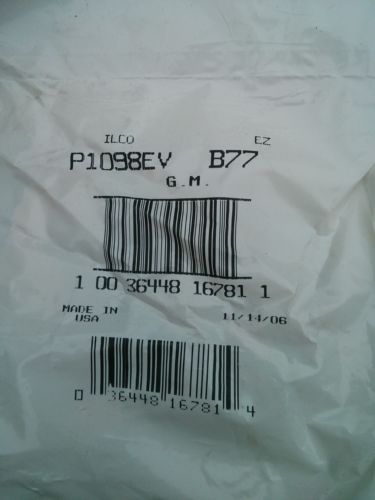 ILCO EZ
P1098EV B77
G.M.
1 00 36448 16781 1
MADE IN
USA 11/14/06
0 36448 16781 4